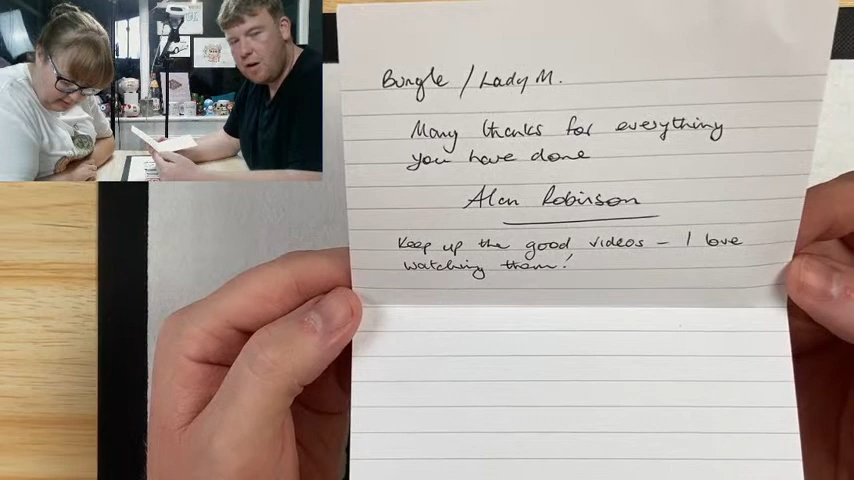 Bungle / Lady M.
Many thanks for everything
you have done
Alan Robinson
Keep up the good videos – I love
watching them!